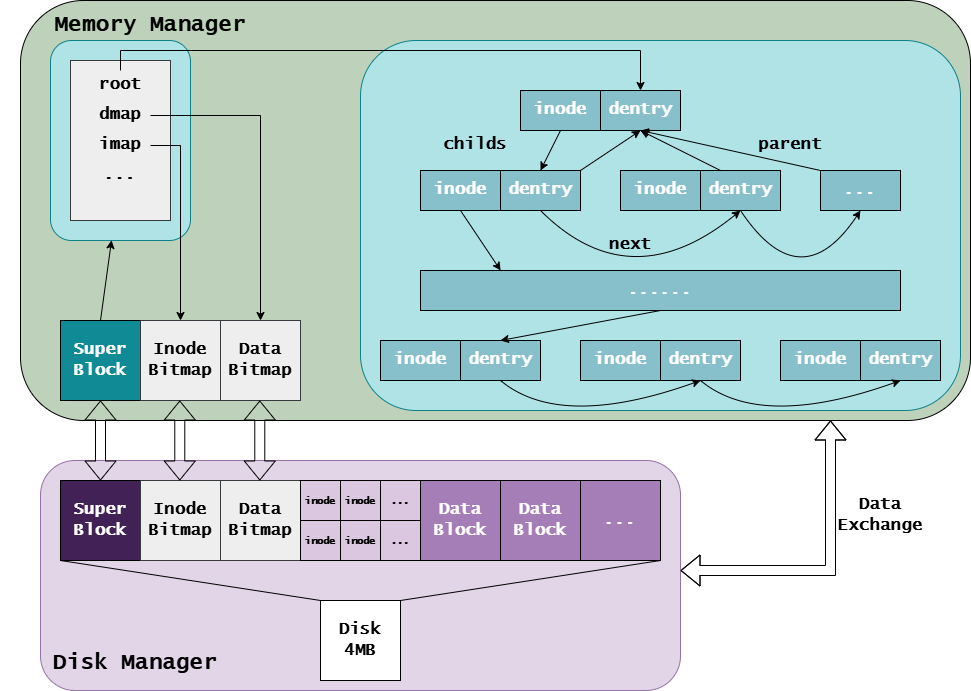 Memory Manager
root
dmap
imap
...
inode dentry
childs
parent
inode dentry
inode dentry
...
next
......
Super
Block
Inode
Bitmap
Data
Bitmap
inode dentry
inode dentry
inode dentry
Super
Block
Inode
Bitmap
Data
Bitmap
inode inode ...
inode inode ...
Data
Block
Data
Block
...
Data
Exchange
Disk
4MB
Disk Manager